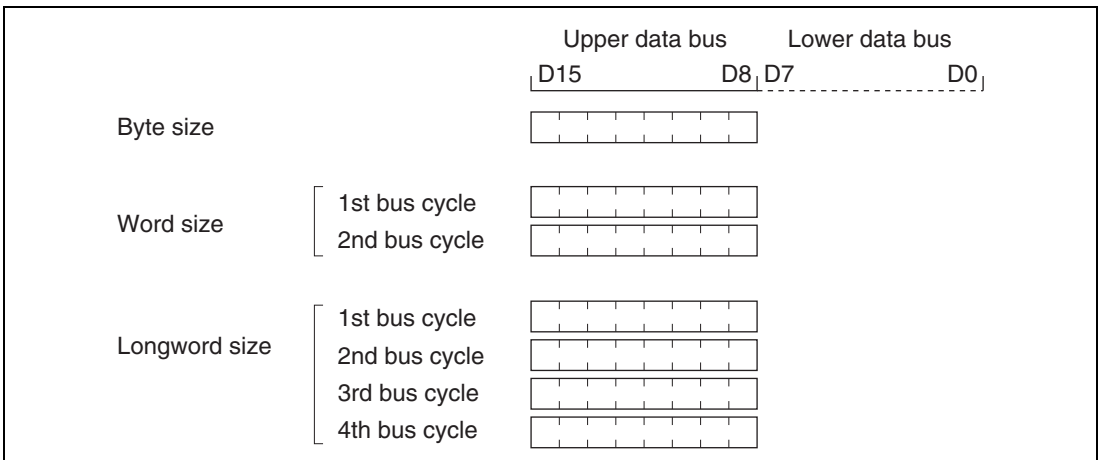 Upper data bus Lower data bus
D15 D8 D7 D0
Byte size
Word size
1st bus cycle
2nd bus cycle
Longword size
1st bus cycle
2nd bus cycle
3rd bus cycle
4th bus cycle